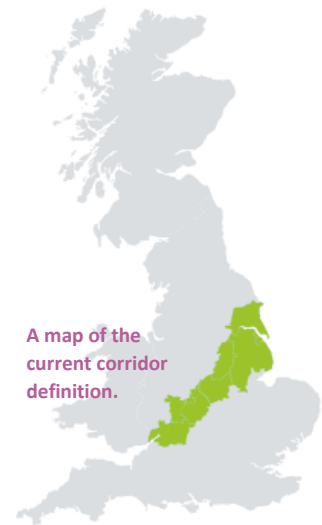 A map of the
current corridor
definition.